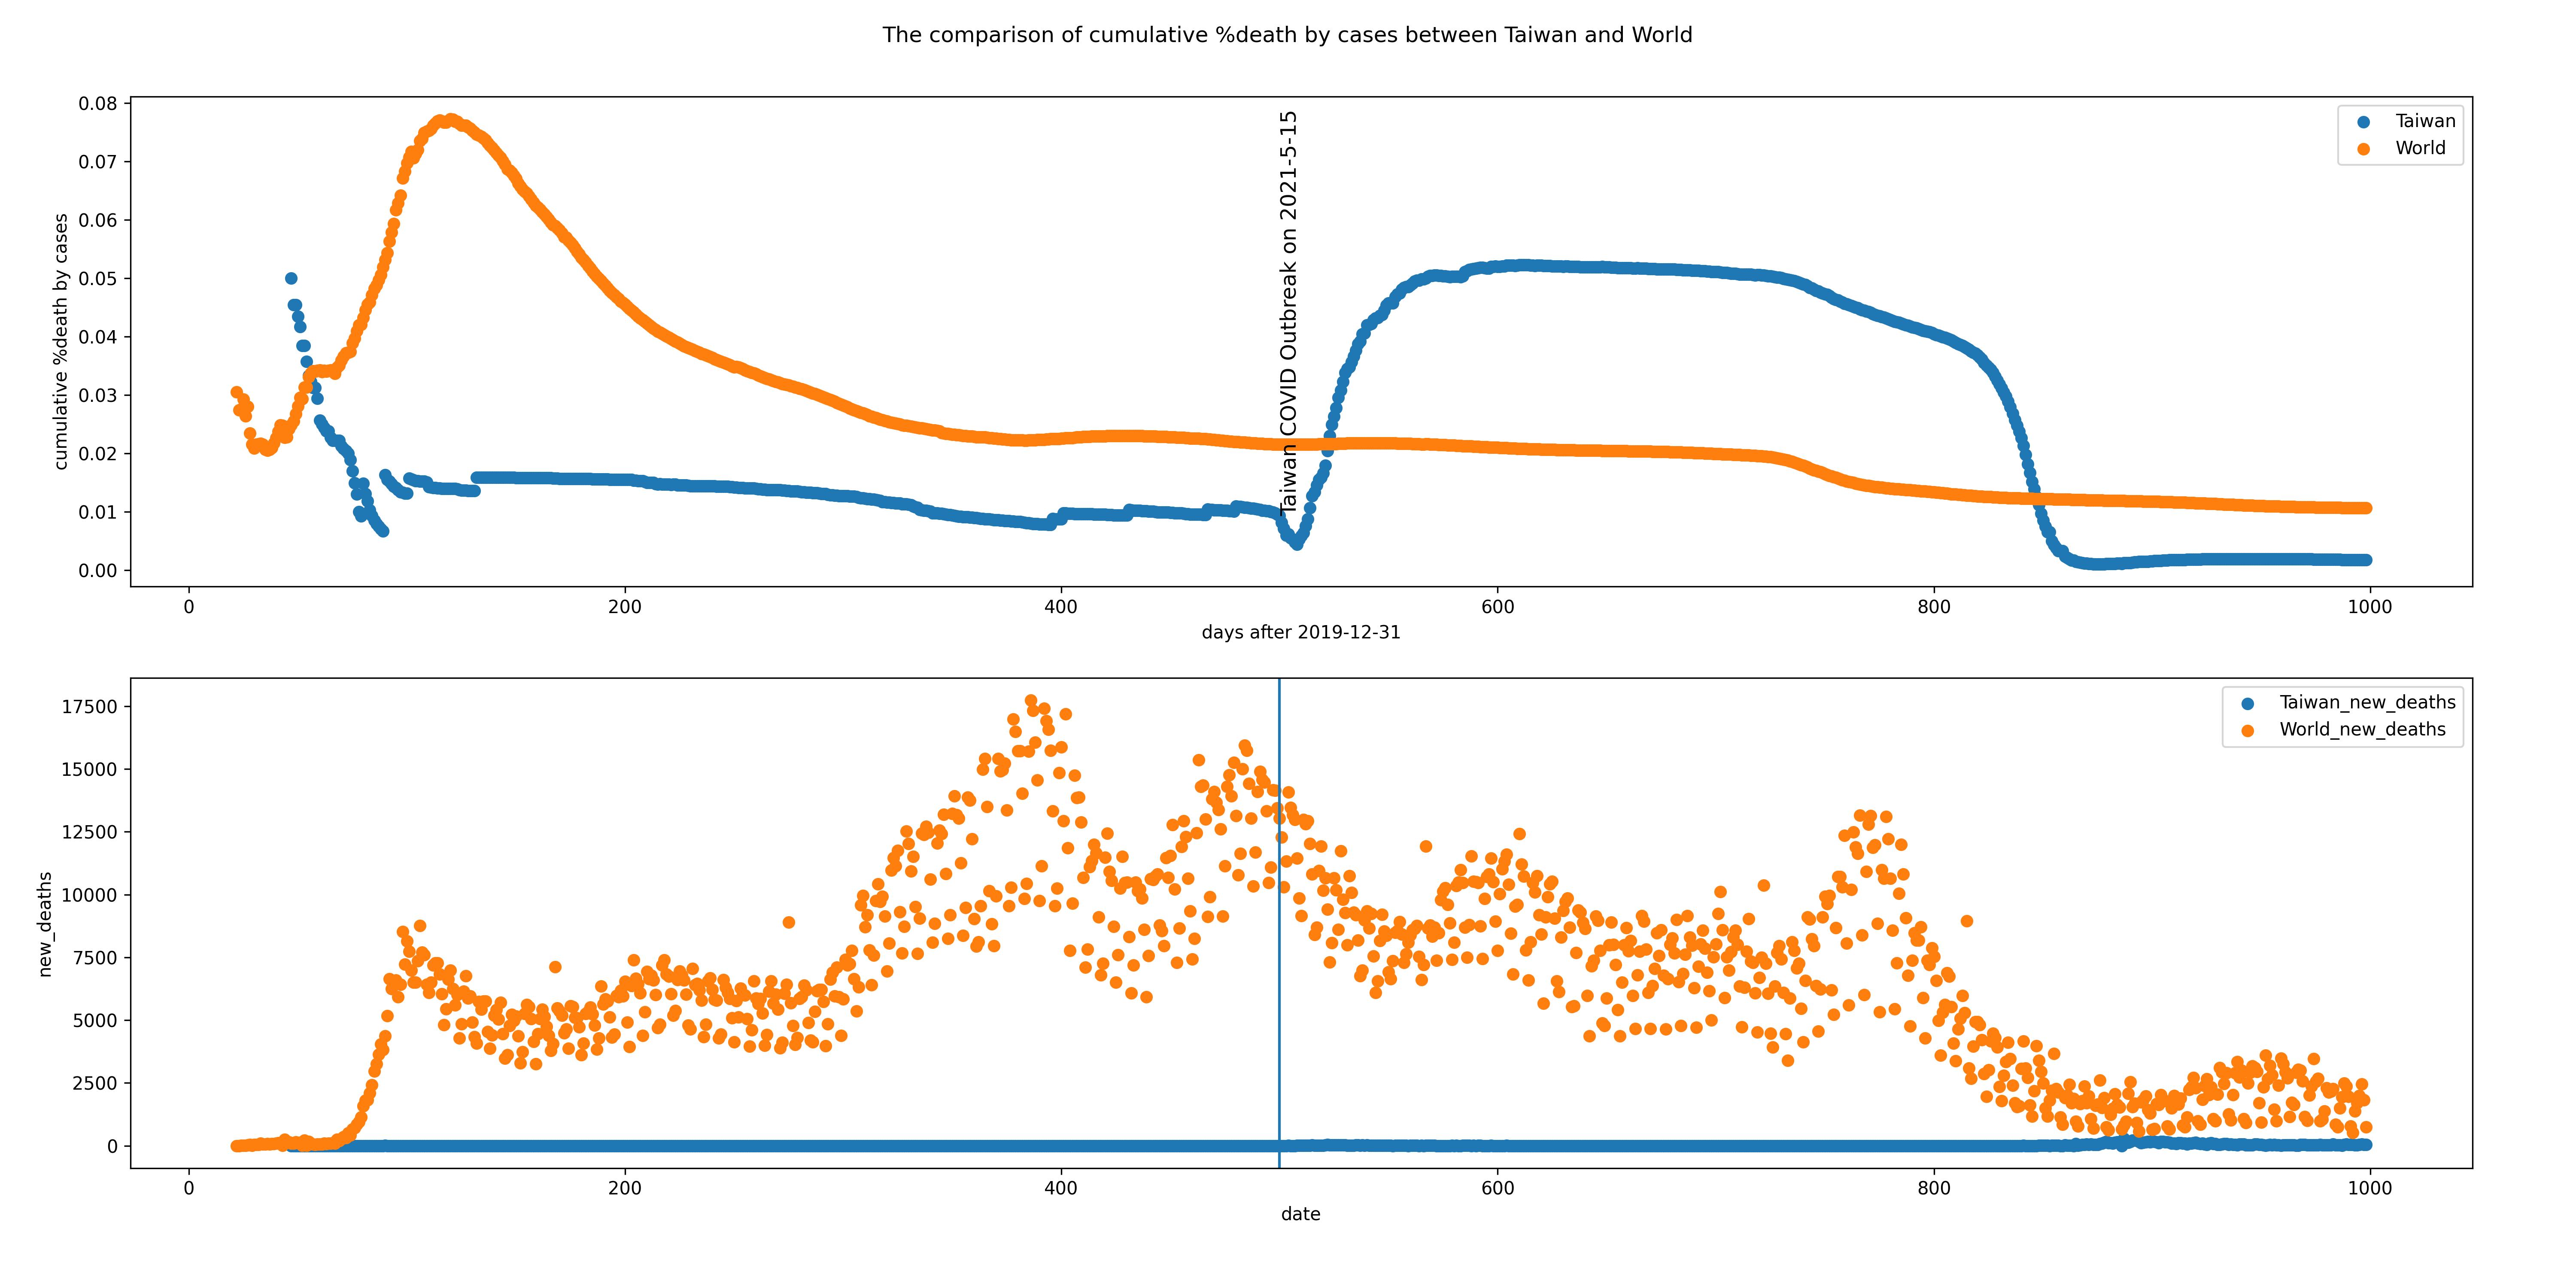 The comparison of cumulative %death by cases between Taiwan and World
cumulative %death by cases
0.08
0.07
0.06
0.05
0.04
0.03
0.02
0.01
0.00
Taiwan COVID Outbreak on 2021-5-15
Taiwan
World
0 200 400 600 800 1000
days after 2019-12-31
new_deaths
17500
15000
12500
10000
7500
5000
2500
0
Taiwan_new_deaths
World_new_deaths
0 200 400 600 800 1000
date